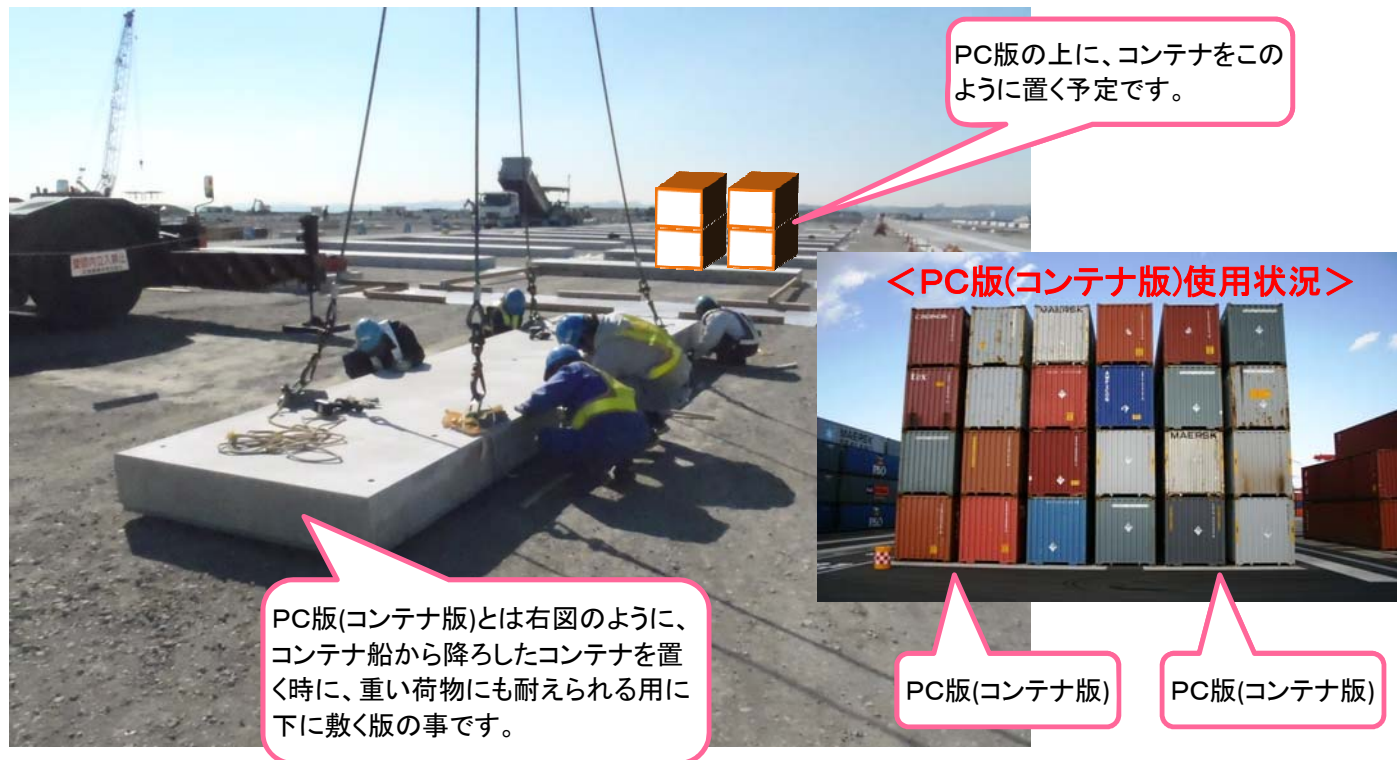 PC版の上に、コンテナをこの
ように置く予定です。
<PC版(コンテナ版)使用状況>
CRONOS
MAERSK
tex
MAERSK
MAERSK
P&O
P&O
PC版(コンテナ版)とは右図のように、
コンテナ船から降ろしたコンテナを置
く時に、重い荷物にも耐えられる用に
下に敷く版の事です。
PC版(コンテナ版)
PC版(コンテナ版)